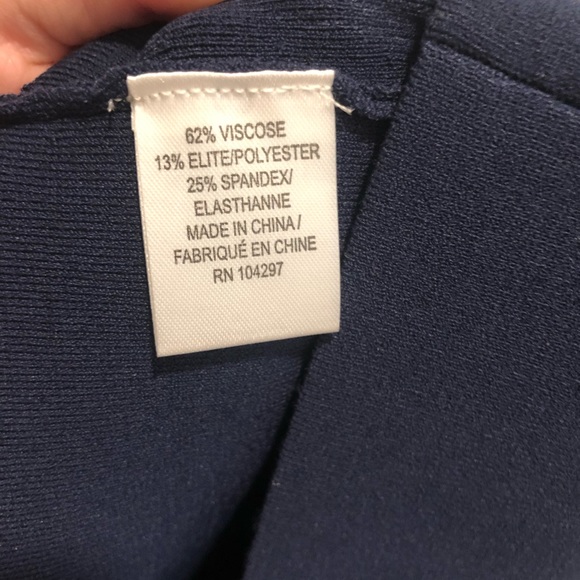 62% VISCOSE
13% ELITE/POLYESTER
25% SPANDEX/
ELASTHANNE
MADE IN CHINA/
FABRIQUÉ EN CHINE
RN 104297